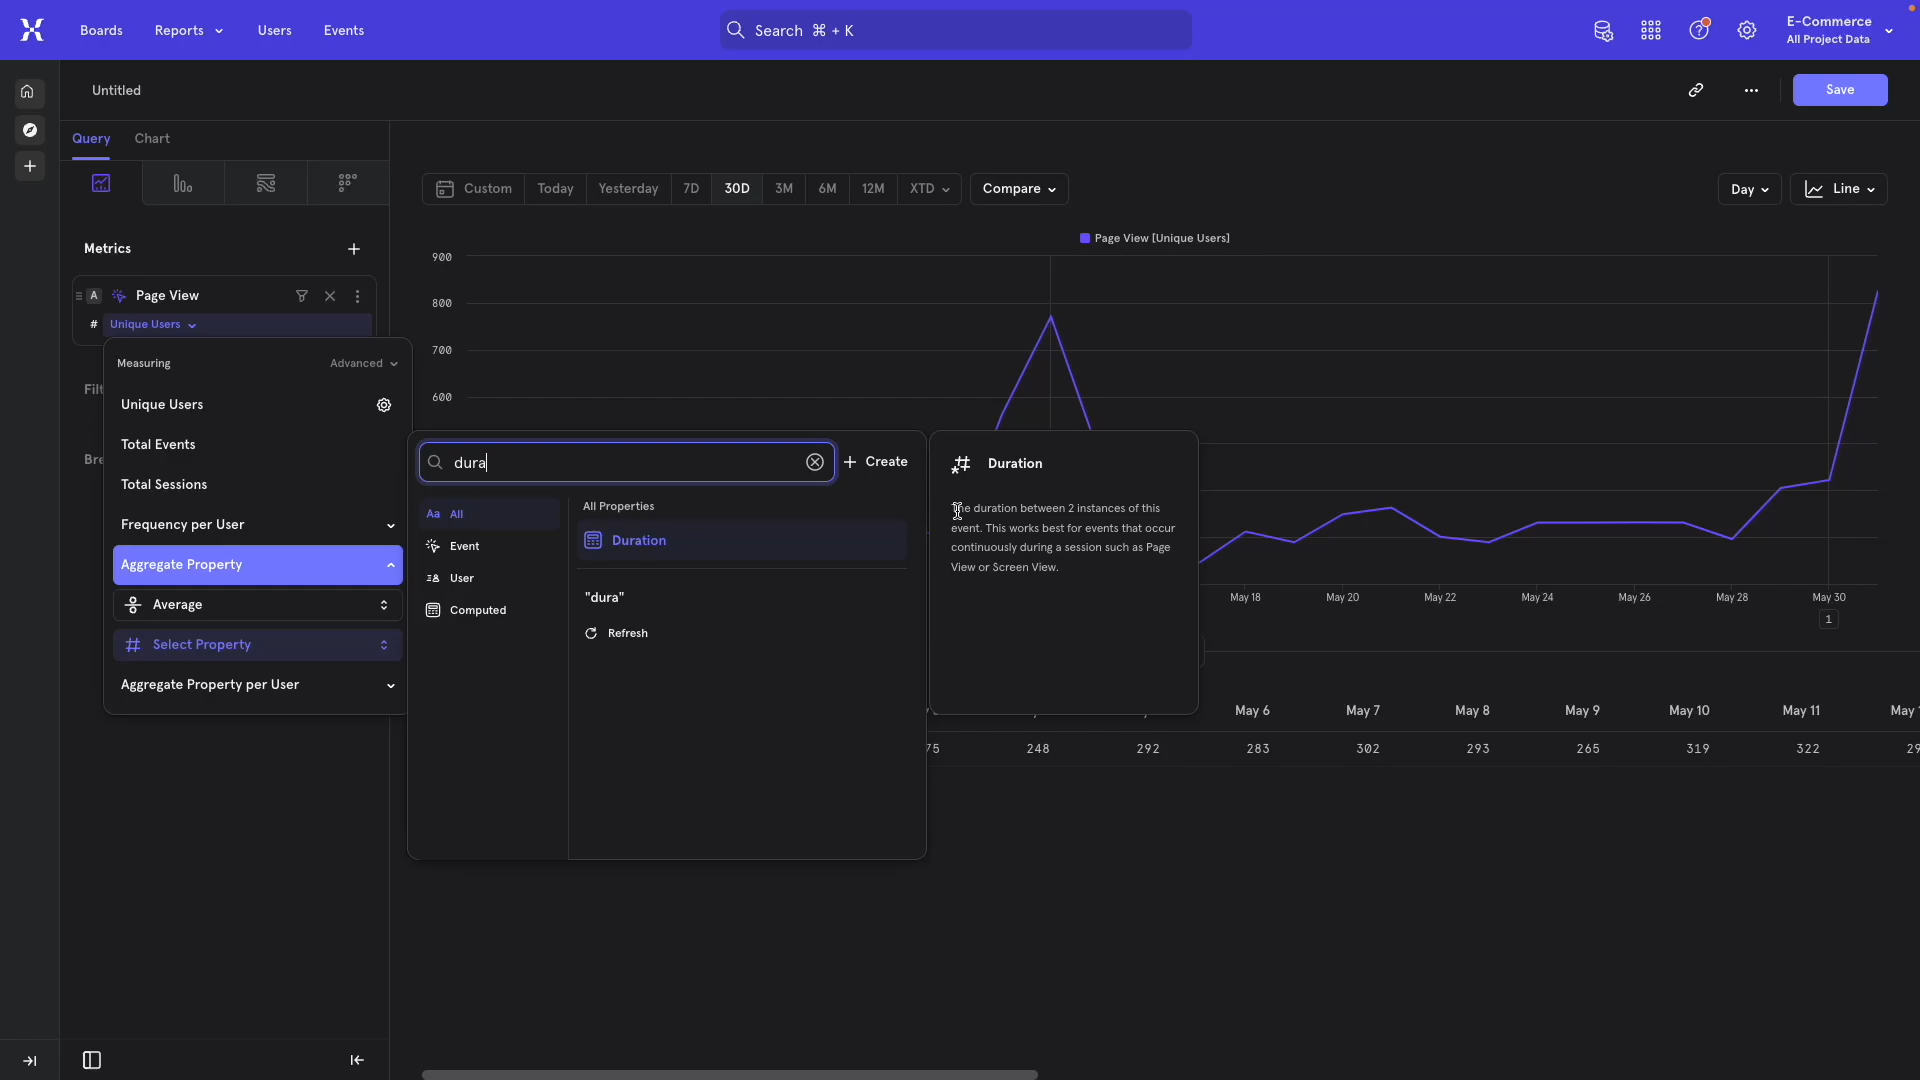 Boards
Reports
Users
Events
Search ⌘ + K
E-Commerce
All Project Data
Untitled
Save
Query
Chart
Custom
Today
Yesterday
7D
30D
3M
6M
12M
XTD
Compare
Day
Line
Metrics
Page View [Unique Users]
A
Page View
# Unique Users
900
800
700
600
Measuring
Advanced
Unique Users
Total Events
Total Sessions
Frequency per User
Aggregate Property
Average
Select Property
Aggregate Property per User
dura
Create
Aa All
Event
User
Computed
All Properties
Duration
"dura"
Refresh
Duration
The duration between 2 instances of this
event. This works best for events that occur
continuously during a session such as Page
View or Screen View.
May 18
May 20
May 22
May 24
May 26
May 28
May 30
1
May 6
May 7
May 8
May 9
May 10
May 11
May
248
292
283
302
293
265
319
322